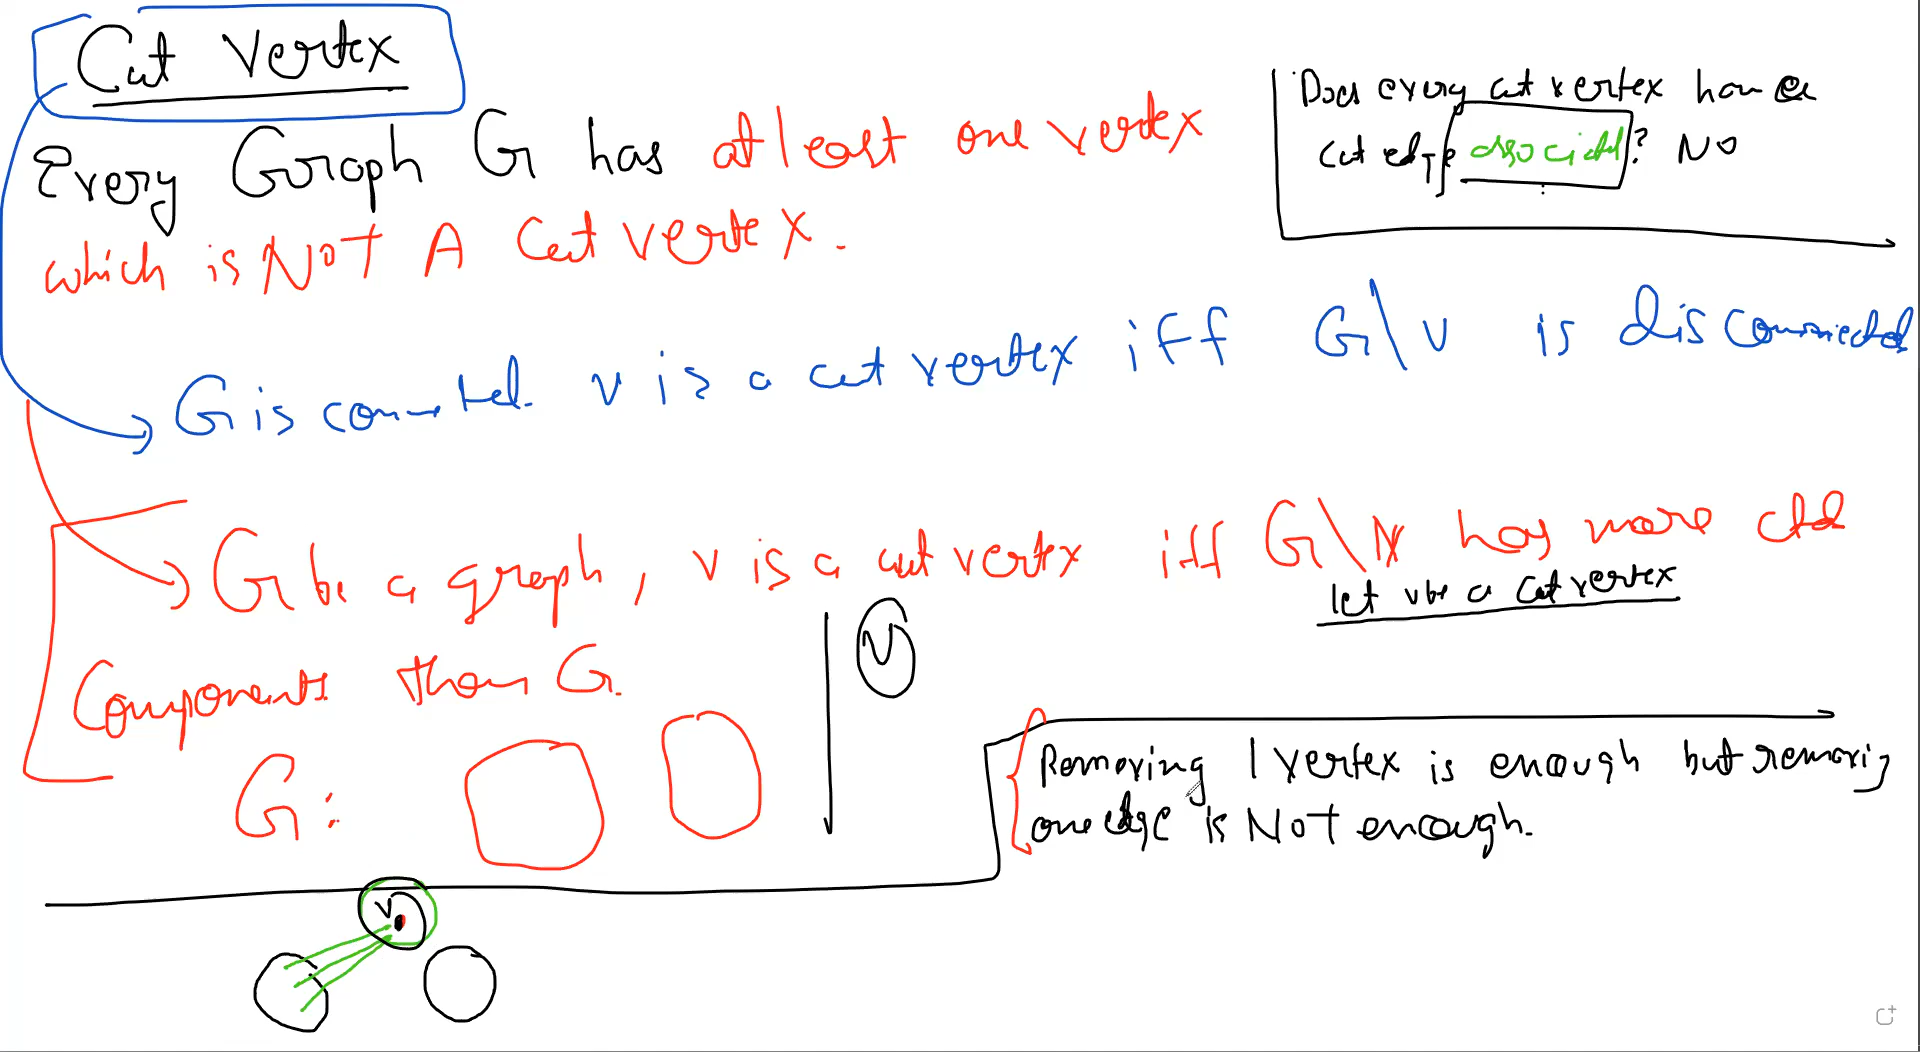 Cut Vertex
Every Graph G has atleast one vertex
which is NOT A Cut vertex.
Does every cut vertex have a
cut edge associated? NO
G is connected. v is a cut vertex iff G\v is disconnected
G be a graph, v is a cut vertex iff G\v has more ctd
let v be a cut vertex
Components than G.
v
G:
Removing 1 vertex is enough but removing
one edge is NOT enough.
v